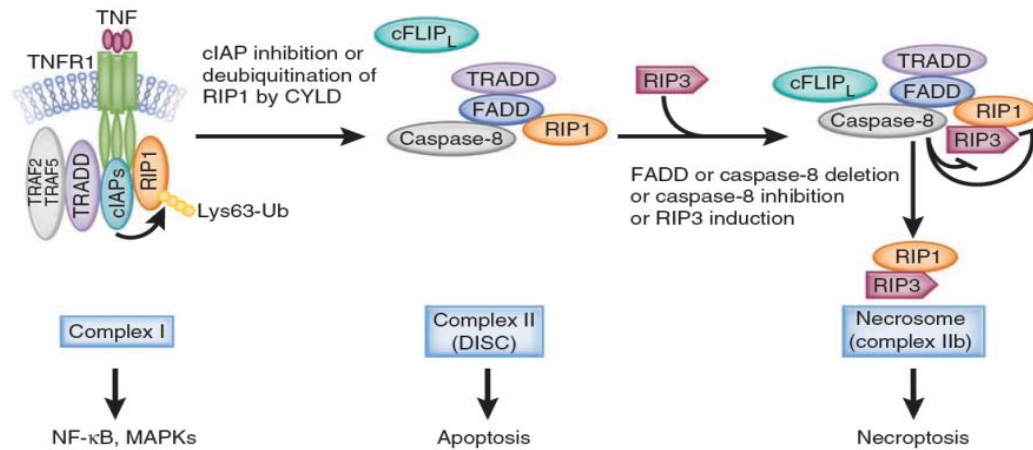 TNF
TNFR1
TRAF2
TRAF5
TRADD
cIAPs
RIP1
Lys63-Ub
cIAP inhibition or
deubiquitination of
RIP1 by CYLD
cFLIPL
TRADD
FADD
Caspase-8
RIP1
RIP3
FADD or caspase-8 deletion
or caspase-8 inhibition
or RIP3 induction
TRADD
cFLIPL
FADD
Caspase-8
RIP1
RIP3
RIP1
RIP3
Complex I
Complex II
(DISC)
Necrosome
(complex IIb)
NF-κB, MAPKs
Apoptosis
Necroptosis